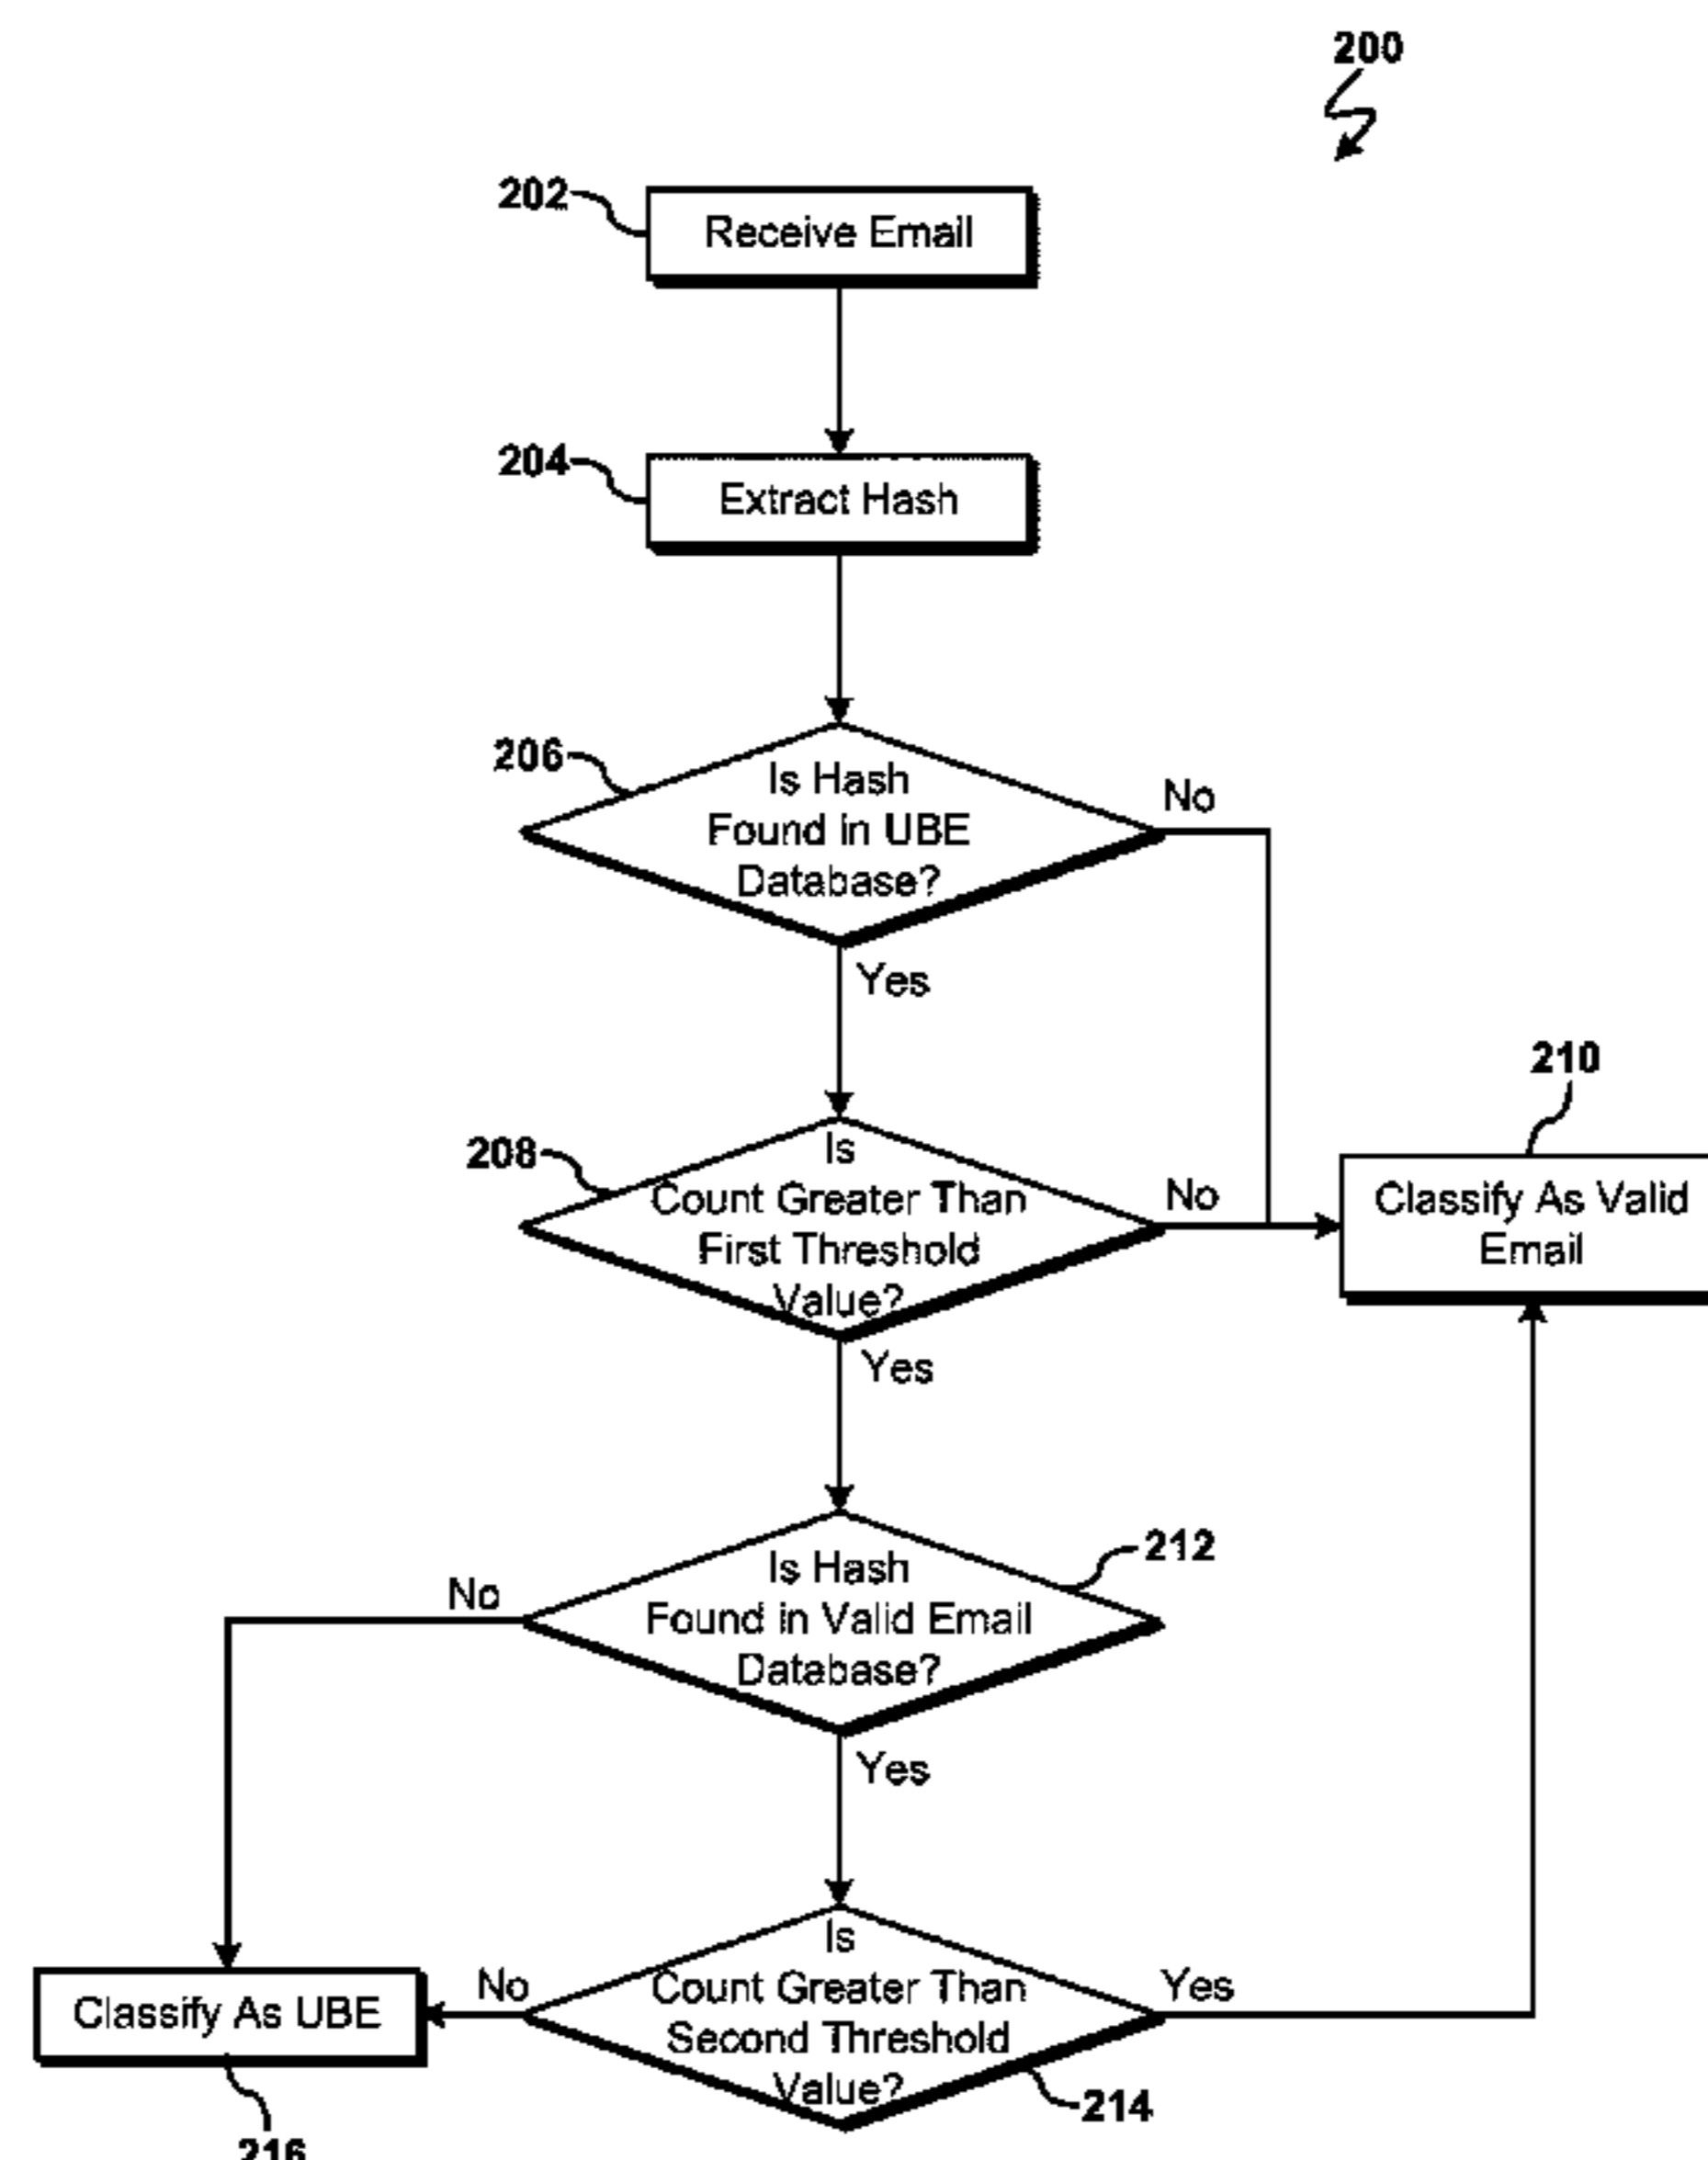 200
202
Receive Email
204
Extract Hash
206
Is Hash
Found in UBE
Database?
No
Yes
210
208
Is
Count Greater Than
First Threshold
Value?
No
Classify As Valid
Email
Yes
212
Is Hash
Found in Valid Email
Database?
No
Yes
Is
Count Greater Than
Second Threshold
Value?
No
Yes
Classify As UBE
214
216